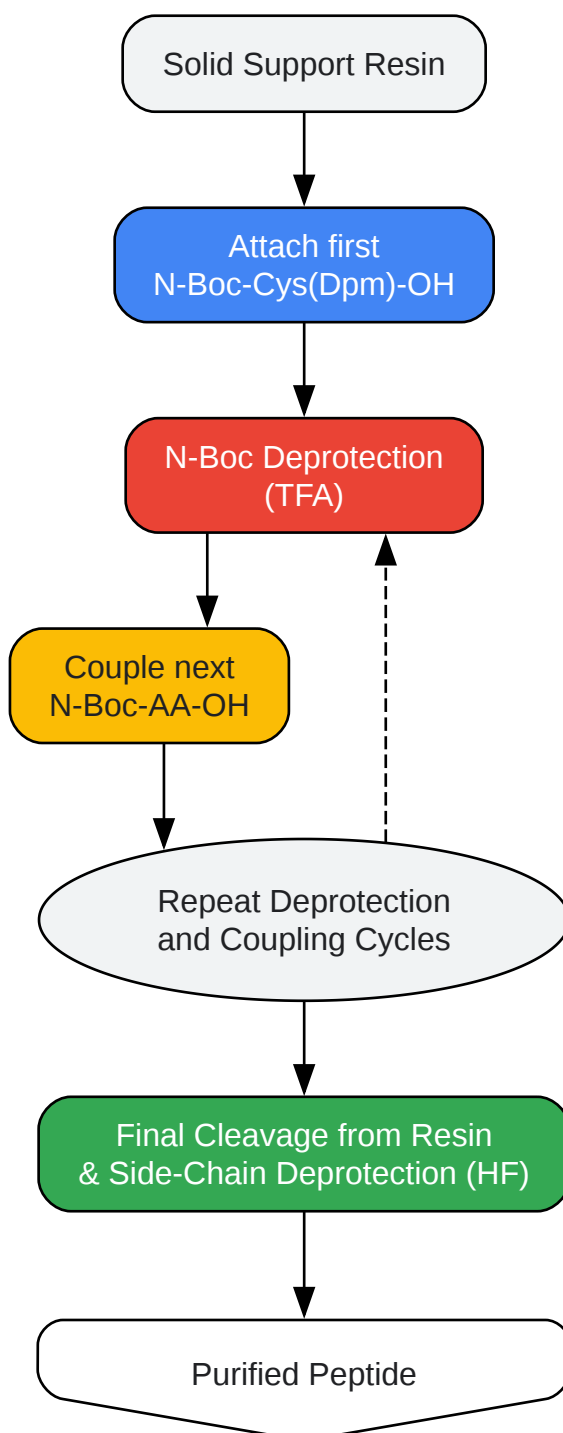 Solid Support Resin
Attach first
N-Boc-Cys(Dpm)-OH
N-Boc Deprotection
(TFA)
Couple next
N-Boc-AA-OH
Repeat Deprotection
and Coupling Cycles
Final Cleavage from Resin
& Side-Chain Deprotection (HF)
Purified Peptide